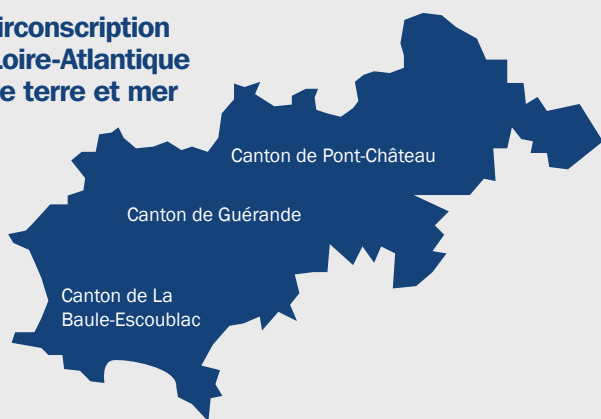 irconscription
Loire-Atlantique
e terre et mer
Canton de Pont-Château
Canton de Guérande
Canton de La
Baule-Escoublac